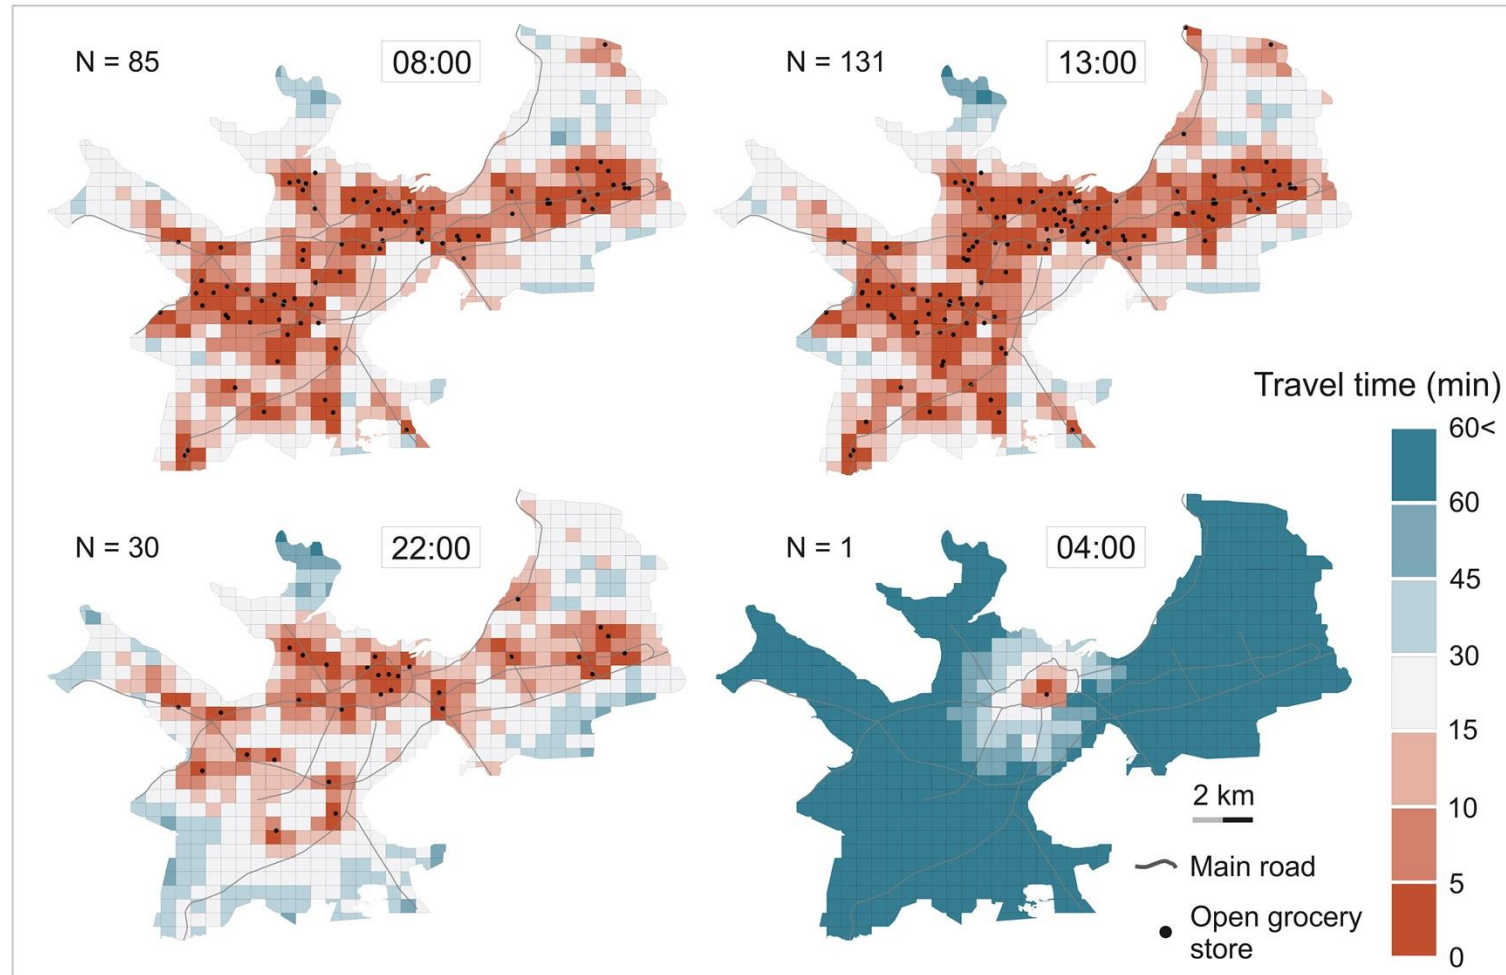 N = 85
08:00
N = 131
13:00
Travel time (min)
60<
60
45
30
15
10
5
0
N = 30
22:00
N = 1
04:00
2 km
Main road
Open grocery
store